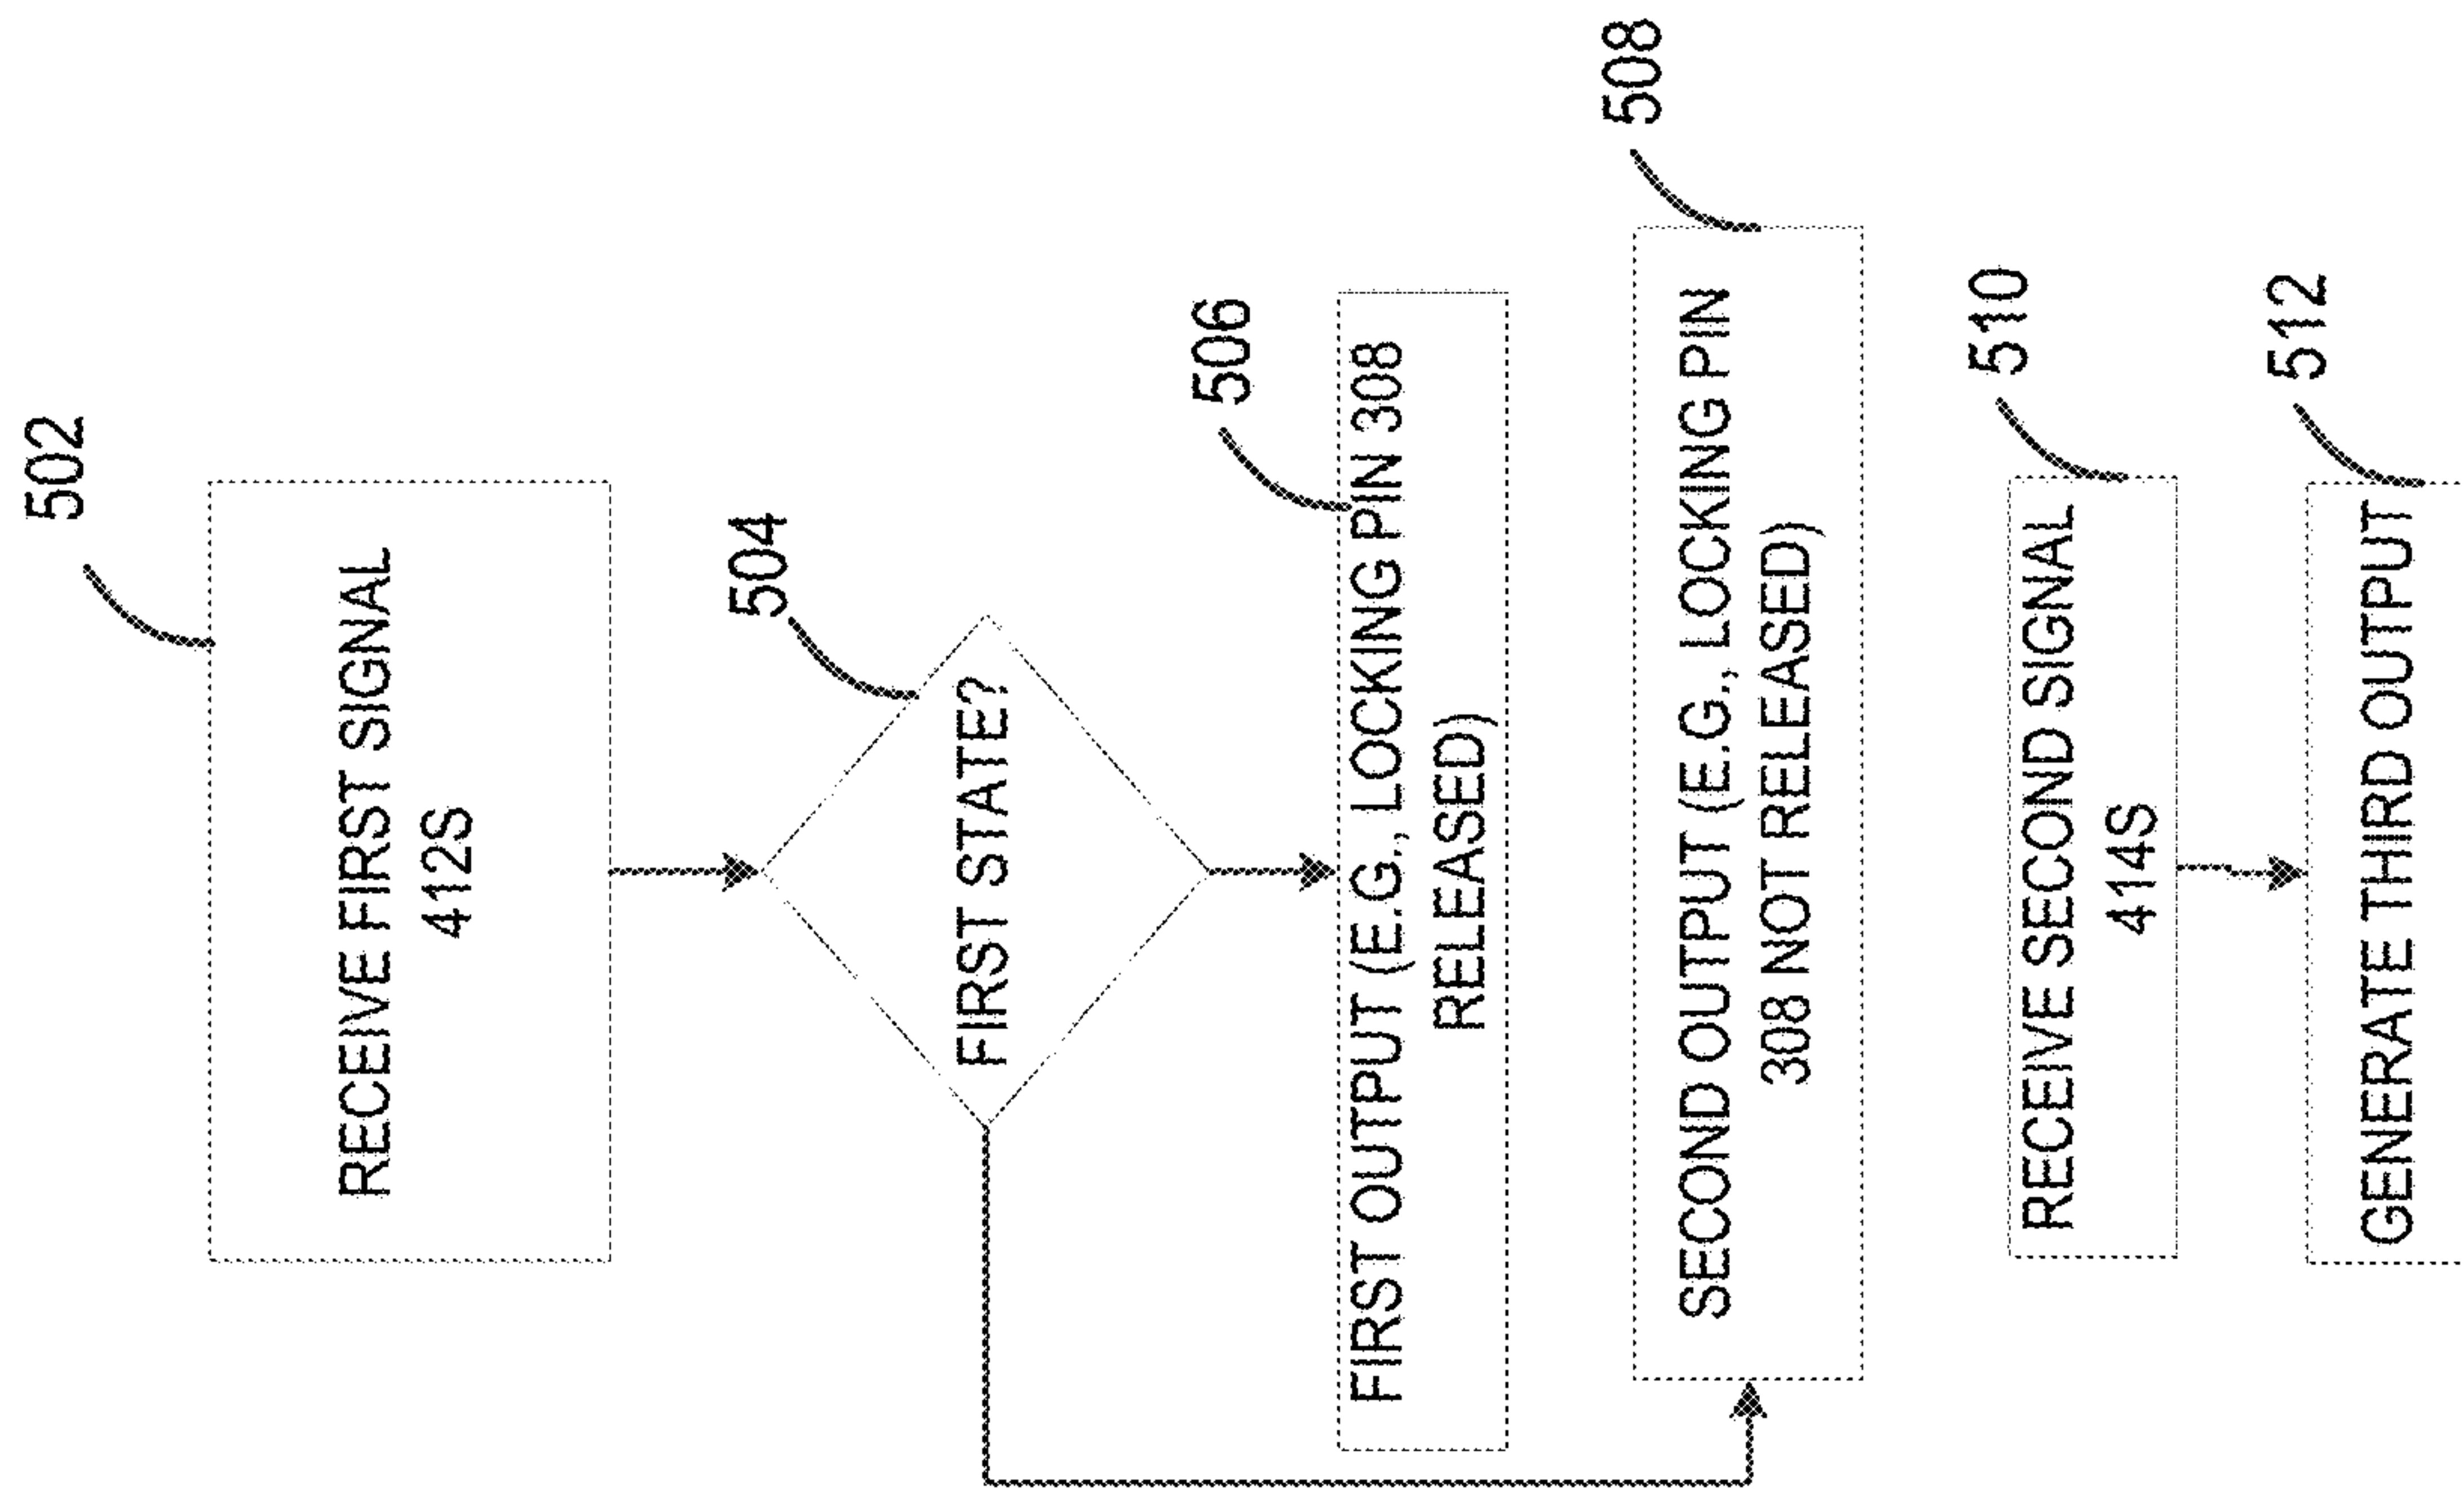 502
RECEIVE FIRST SIGNAL
412S
504
FIRST STATE?
506
FIRST OUTPUT (E.G., LOCKING PIN 308
RELEASED)
508
SECOND OUTPUT (E.G., LOCKING PIN
308 NOT RELEASED)
510
RECEIVE SECOND SIGNAL
414S
512
GENERATE THIRD OUTPUT